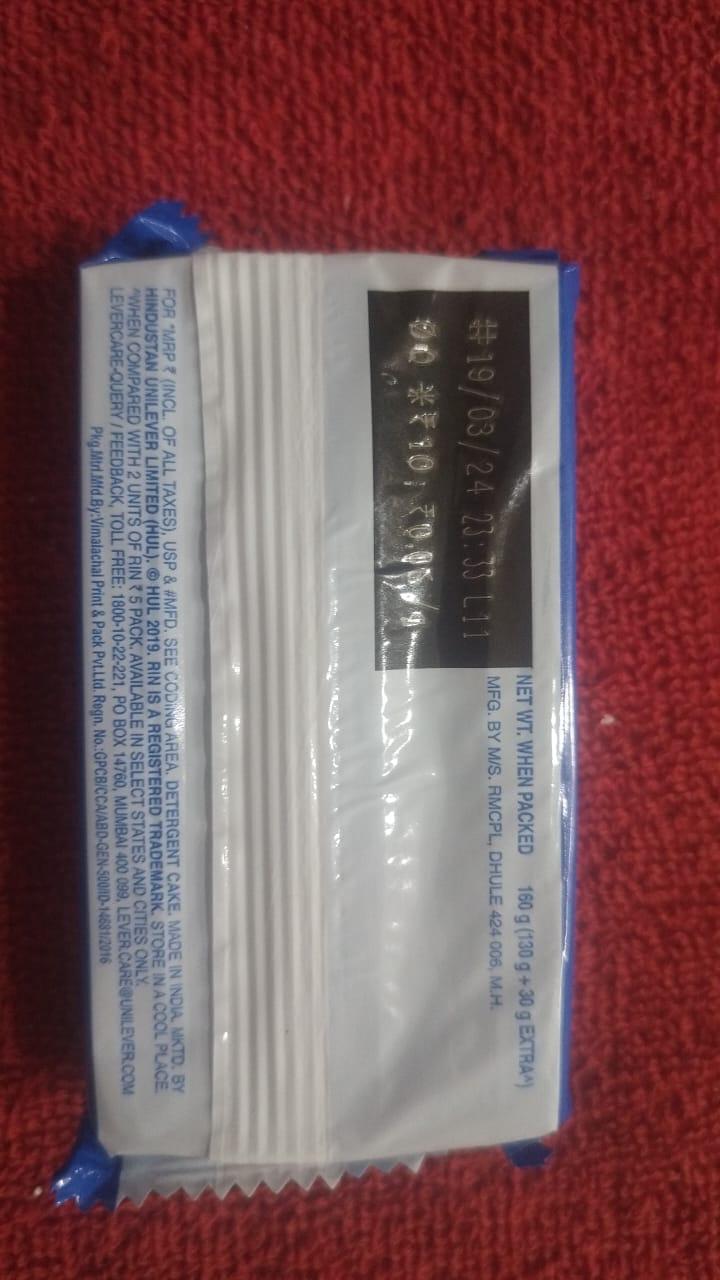 #19/03/24 23:33 L11
*₹10; ₹0.06/
NET WT. WHEN PACKED 160 g (130 g + 30 g EXTRA^)
MFG. BY M/S. RMCPL, DHULE 424 006, M.H.
FOR *MRP ₹ (INCL. OF ALL TAXES), USP & #MFD. SEE CODING AREA. DETERGENT CAKE. MADE IN INDIA. MKTD. BY
HINDUSTAN UNILEVER LIMITED (HUL). © HUL 2019. RIN IS A REGISTERED TRADEMARK. STORE IN A COOL PLACE.
^WHEN COMPARED WITH 2 UNITS OF RIN ₹ 5 PACK. AVAILABLE IN SELECT STATES AND CITIES ONLY.
LEVERCARE-QUERY / FEEDBACK, TOLL FREE: 1800-10-22-221, PO BOX 14760, MUMBAI 400 099, LEVER.CARE@UNILEVER.COM
Pkg.Mtrl.Mfd.By:Vimalachal Print & Pack Pvt.Ltd. Regn. No.:GPCB/CCA/ABD-GEN-500/ID-14681/2016